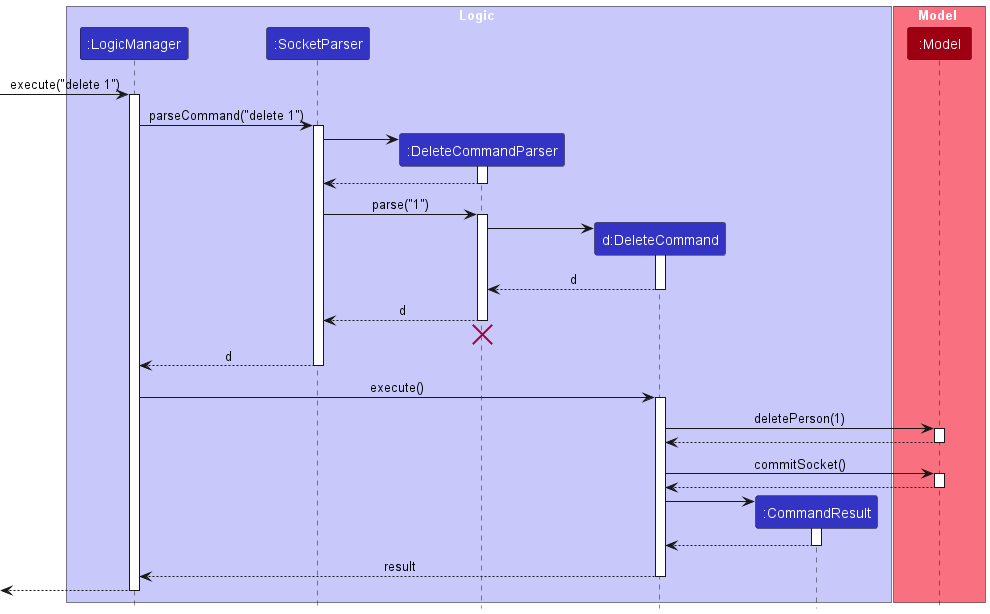 Logic
Model
:LogicManager
:SocketParser
:Model
execute("delete 1")
parseCommand("delete 1")
:DeleteCommandParser
parse("1")
d:DeleteCommand
d
d
d
execute()
deletePerson(1)
commitSocket()
:CommandResult
result